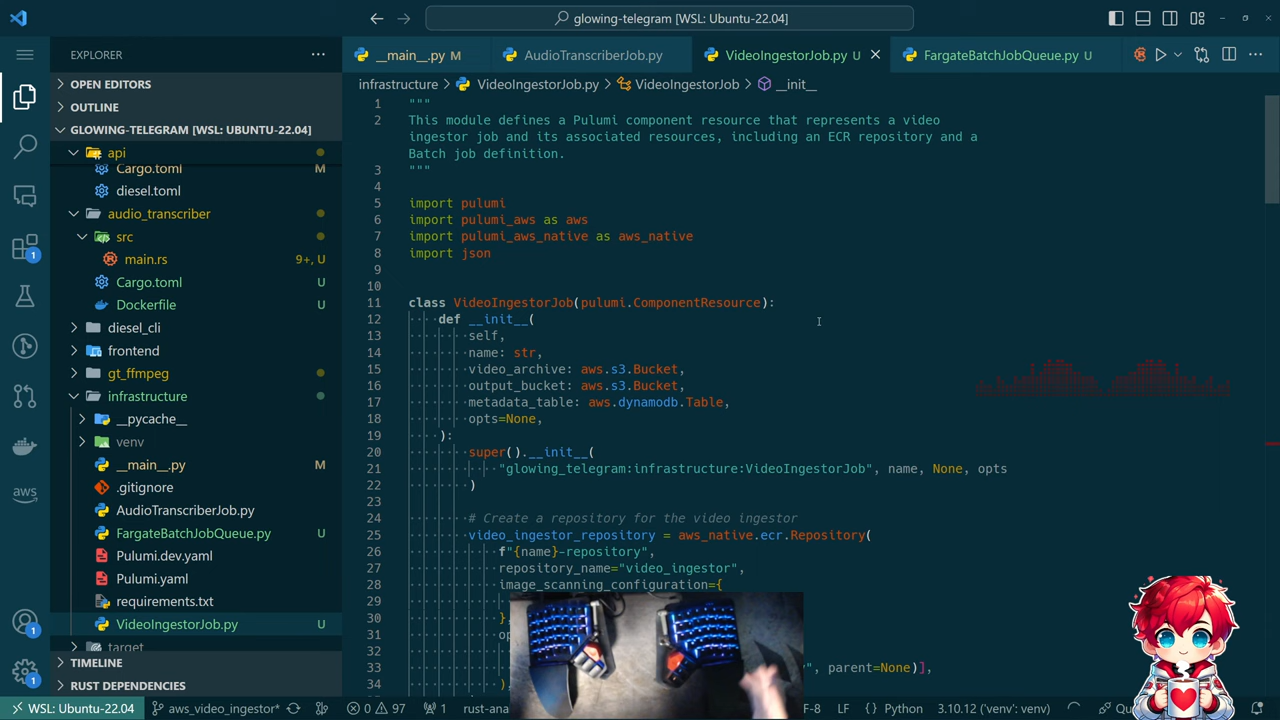 glowing-telegram [WSL: Ubuntu-22.04]
EXPLORER
OPEN EDITORS
OUTLINE
GLOWING-TELEGRAM [WSL: UBUNTU-22.04]
api
Cargo.toml M
diesel.toml
audio_transcriber
src
main.rs 9+, U
Cargo.toml U
Dockerfile U
diesel_cli
frontend
gt_ffmpeg
infrastructure
__pycache__
venv
__main__.py M
.gitignore
AudioTranscriberJob.py
FargateBatchJobQueue.py U
Pulumi.dev.yaml
Pulumi.yaml
requirements.txt
VideoIngestorJob.py U
target
TIMELINE
RUST DEPENDENCIES
1
1
1
aws
__main__.py M
AudioTranscriberJob.py
VideoIngestorJob.py U
FargateBatchJobQueue.py U
infrastructure > VideoIngestorJob.py > VideoIngestorJob > __init__
1 """
2 This module defines a Pulumi component resource that represents a video
ingestor job and its associated resources, including an ECR repository and a
Batch job definition.
3 """
4
5 import pulumi
6 import pulumi_aws as aws
7 import pulumi_aws_native as aws_native
8 import json
9
10
11 class VideoIngestorJob(pulumi.ComponentResource):
12 def __init__(
13 self,
14 name: str,
15 video_archive: aws.s3.Bucket,
16 output_bucket: aws.s3.Bucket,
17 metadata_table: aws.dynamodb.Table,
18 opts=None,
19 ):
20 super().__init__(
21 "glowing_telegram:infrastructure:VideoIngestorJob", name, None, opts
22 )
23
24 # Create a repository for the video ingestor
25 video_ingestor_repository = aws_native.ecr.Repository(
26 f"{name}-repository",
27 repository_name="video_ingestor",
28 image_scanning_configuration={
29
30 },
31 op
32
33 ", parent=None)],
34 )
WSL: Ubuntu-22.04
aws_video_ingestor*
0 97
1
rust-ana
F-8
LF
Python
3.10.12 ('venv': venv)